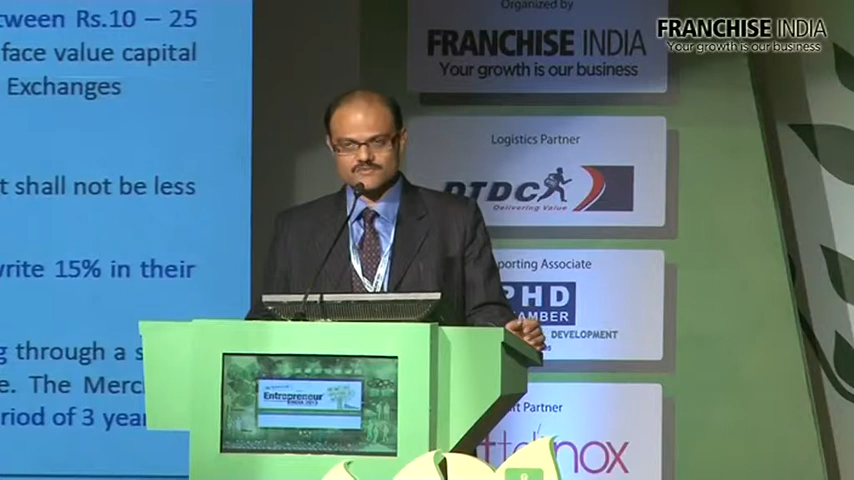 tween Rs.10 – 25
face value capital
Exchanges
t shall not be less
write 15% in their
through a s
e. The Merc
riod of 3 year
Organized by
FRANCHISE INDIA
Your growth is our business
FRANCHISE INDIA
Your growth is our business
Logistics Partner
DTDC
Delivering Value
porting Associate
PHD
AMBER
DEVELOPMENT
Entrepreneur
t Partner
nox